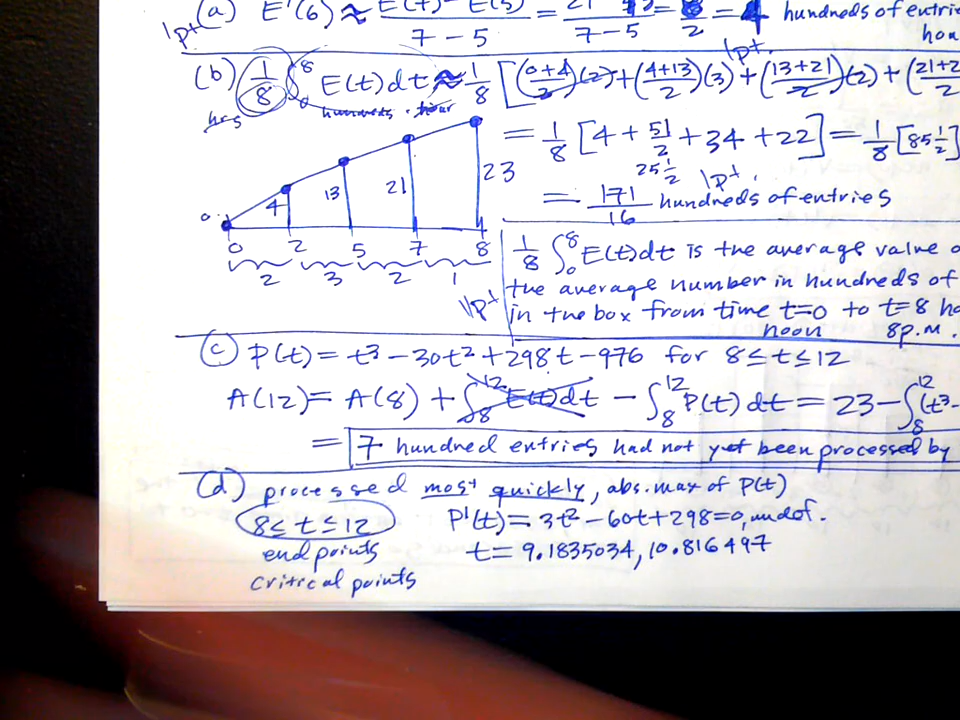 1pt (a) E'(6) ≈ E(7) - E(5) / 7 - 5 = 21 - 13 / 7 - 5 = 8/2 = 4 hundreds of
1pt.
(b) 1/8 ∫₀⁸ E(t) dt ≈ 1/8 [(0+4)/2 (2) + (4+13)/2 (3) + (13+21)/2 (2) + (21+2
hrs hundreds · hour
= 1/8 [4 + 51/2 + 34 + 22] = 1/8 [85 1/2]
25 1/2 1pt.
= 171/16 hundreds of entries
0 4 13 21 23
0 2 5 7 8
2 3 2 1
1/8 ∫₀⁸ E(t) dt is the average value
the average number in hundreds of
1pt in the box from time t=0 to t=8
noon 8p.m.
(c) P(t) = t³ - 30t² + 298t - 976 for 8 ≤ t ≤ 12
A(12) = A(8) + ∫₈¹² E(t) dt - ∫₈¹² P(t) dt = 23 - ∫₈¹² (t³ -
= 7 hundred entries had not yet been processed by
(d) processed most quickly, abs. max of P(t)
8 ≤ t ≤ 12 P'(t) = 3t² - 60t + 298 = 0, undef.
end points t = 9.1835034, 10.816497
critical points